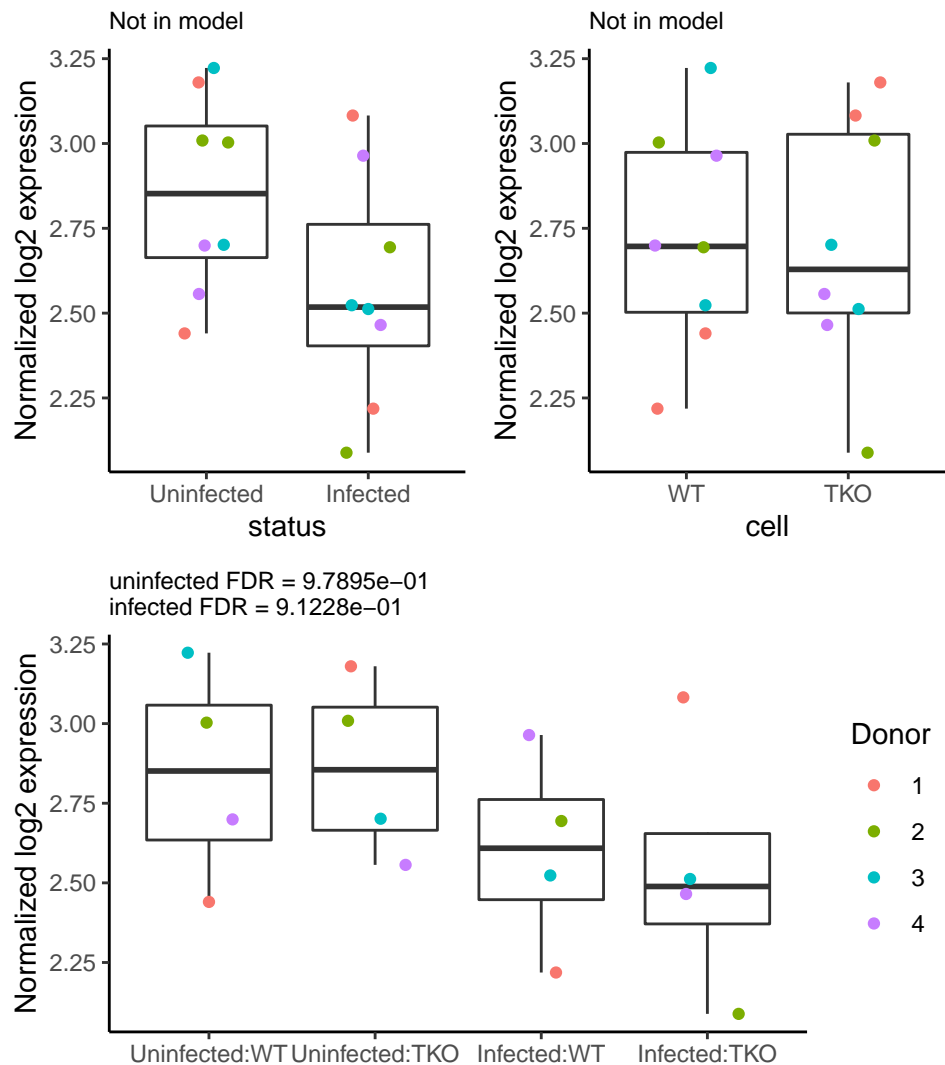 Not in model
Normalized log2 expression
3.25
3.00
2.75
2.50
2.25
Uninfected Infected
status
Not in model
Normalized log2 expression
3.25
3.00
2.75
2.50
2.25
WT TKO
cell
uninfected FDR = 9.7895e−01
infected FDR = 9.1228e−01
Normalized log2 expression
3.25
3.00
2.75
2.50
2.25
Uninfected:WT Uninfected:TKO Infected:WT Infected:TKO
Donor
1
2
3
4